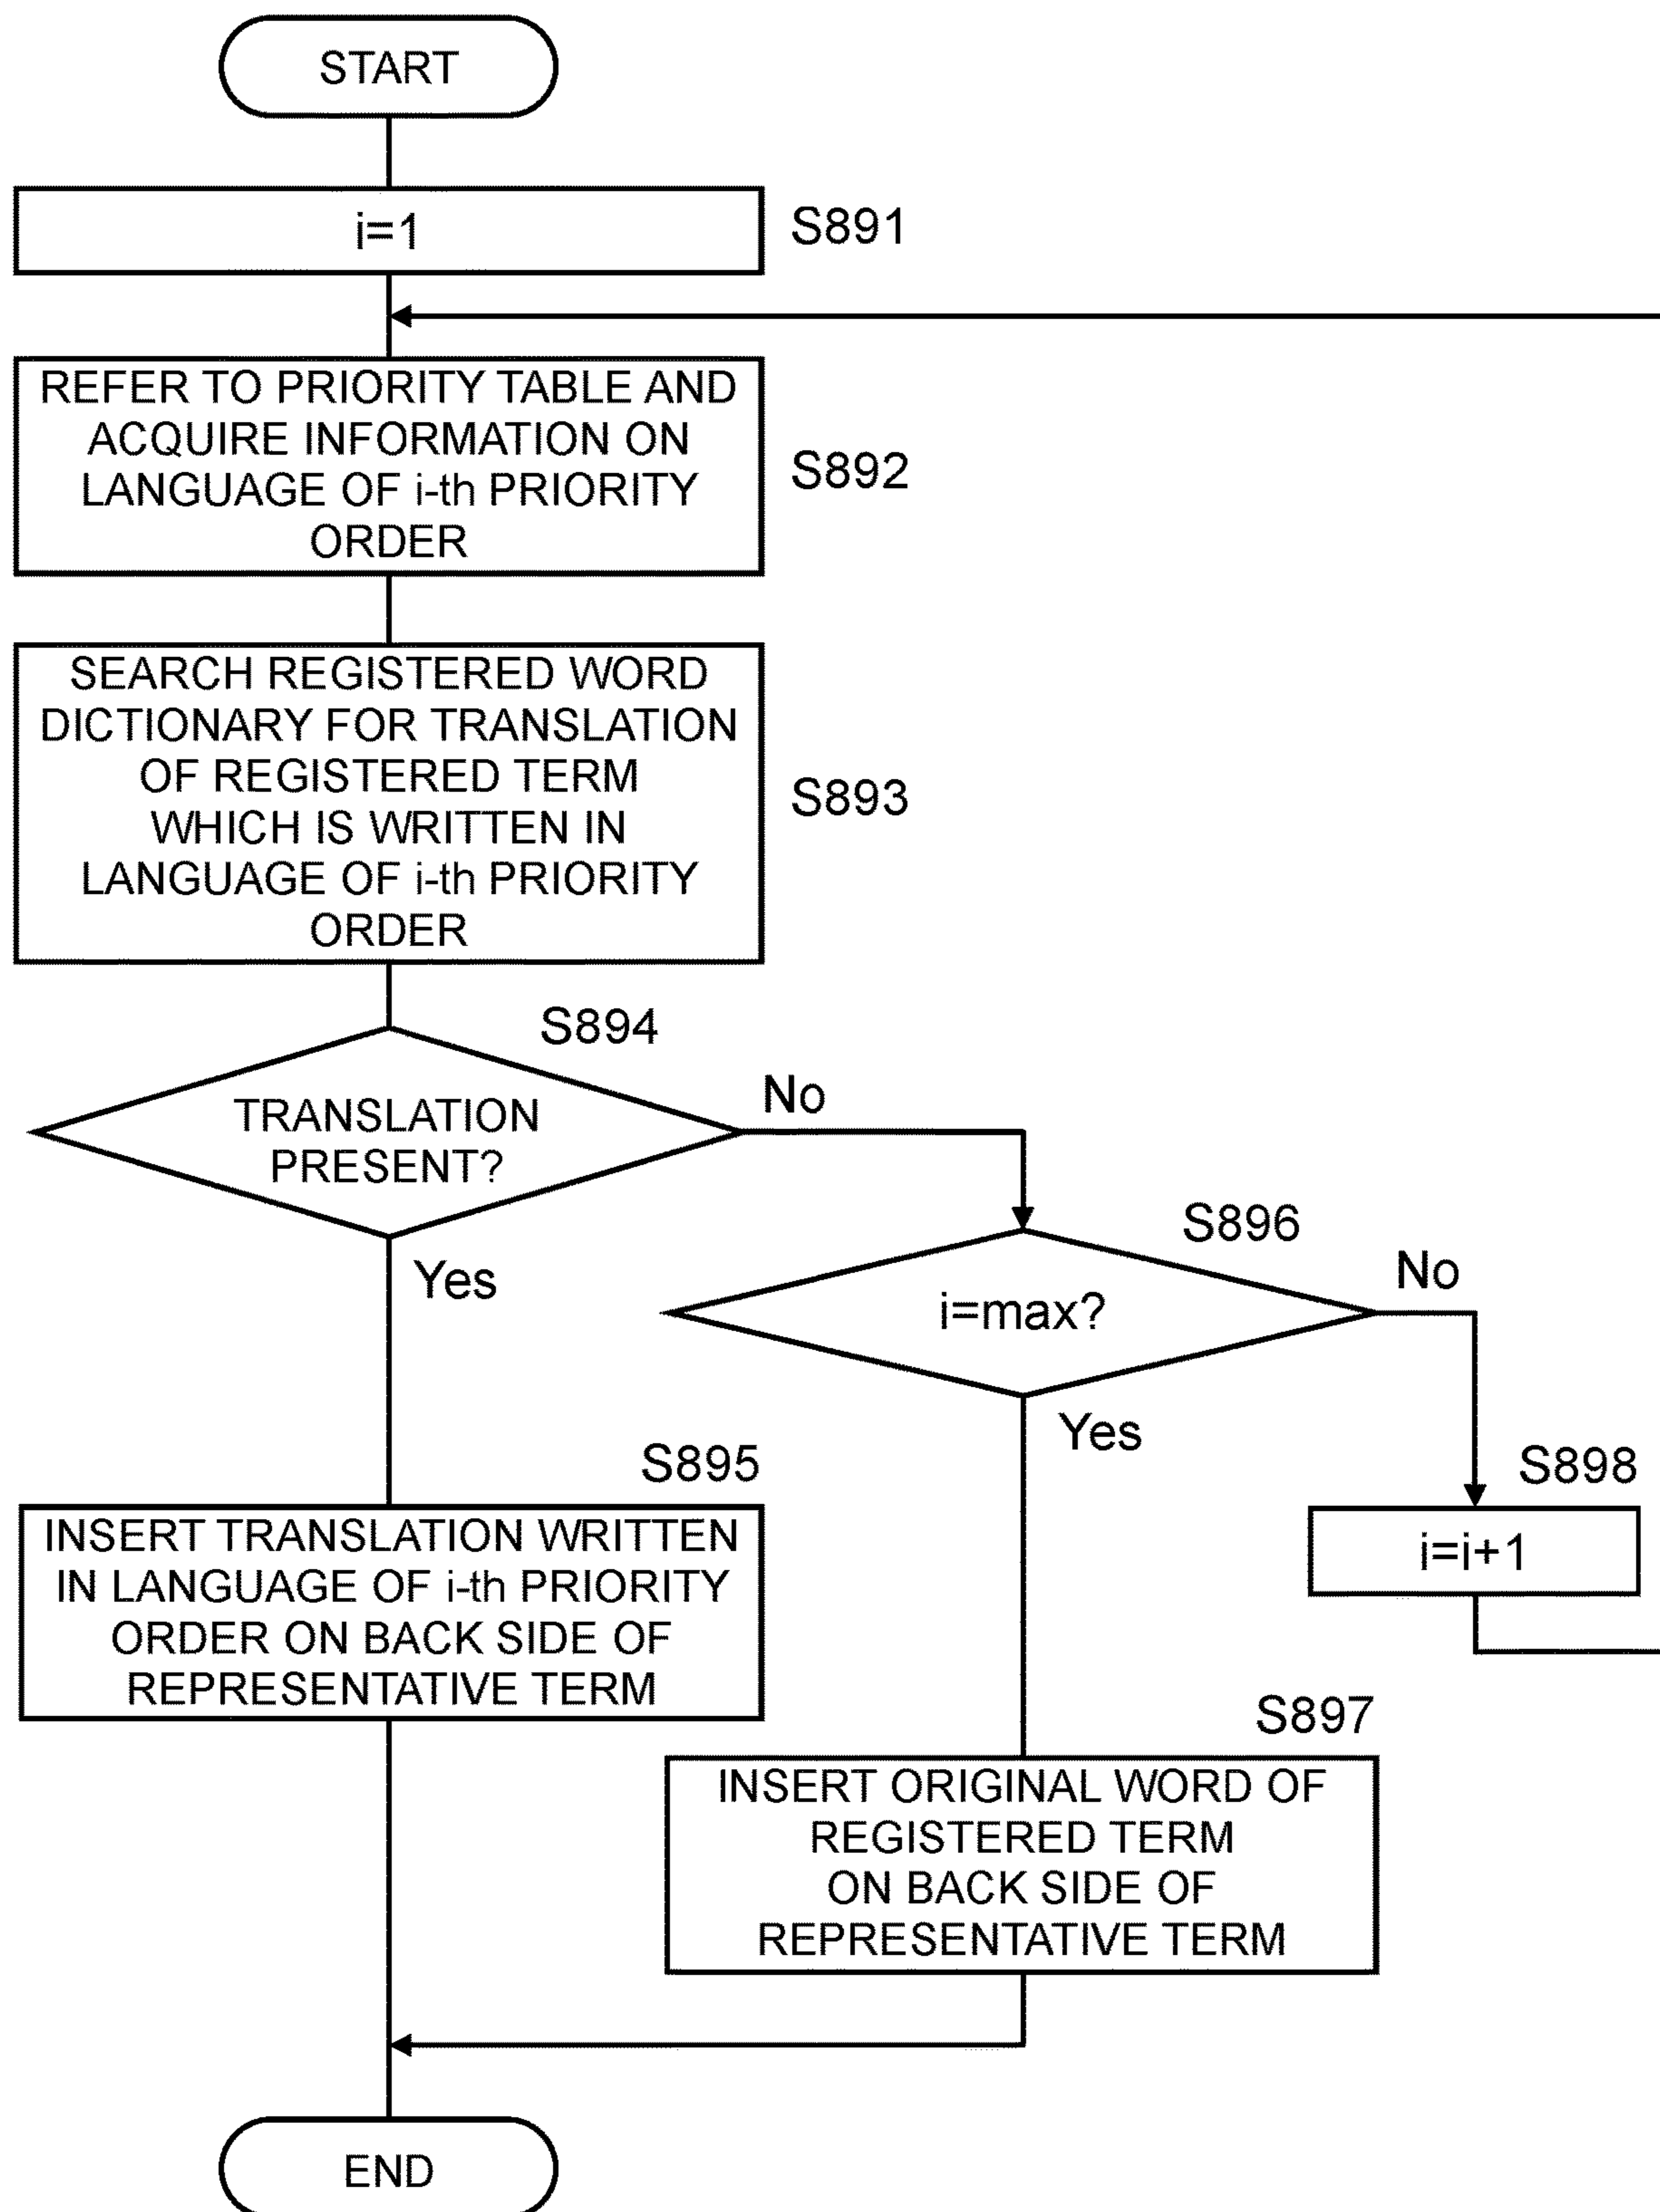 START
i=1
S891
REFER TO PRIORITY TABLE AND
ACQUIRE INFORMATION ON
LANGUAGE OF i-th PRIORITY
ORDER
S892
SEARCH REGISTERED WORD
DICTIONARY FOR TRANSLATION
OF REGISTERED TERM
WHICH IS WRITTEN IN
LANGUAGE OF i-th PRIORITY
ORDER
S893
S894
TRANSLATION
PRESENT?
No
Yes
S896
i=max?
No
Yes
S895
INSERT TRANSLATION WRITTEN
IN LANGUAGE OF i-th PRIORITY
ORDER ON BACK SIDE OF
REPRESENTATIVE TERM
S898
i=i+1
S897
INSERT ORIGINAL WORD OF
REGISTERED TERM
ON BACK SIDE OF
REPRESENTATIVE TERM
END